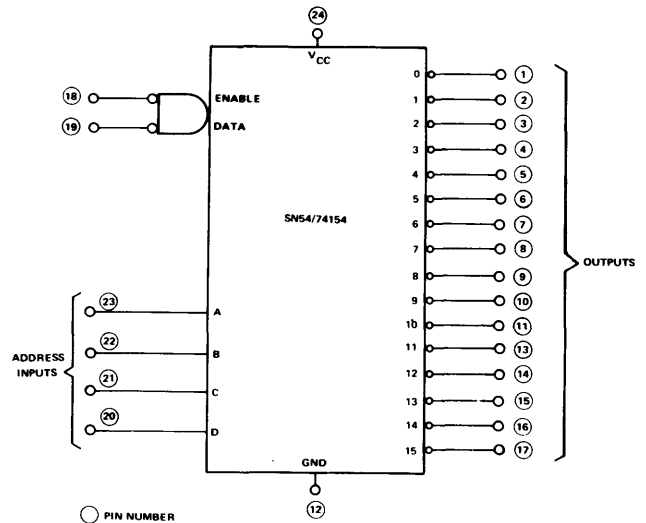 24
VCC
18 ENABLE
19 DATA
SN54/74154
0 1
1 2
2 3
3 4
4 5
5 6
6 7
7 8
8 9
9 10
10 11
11 13
12 14
13 15
14 16
15 17
OUTPUTS
ADDRESS
INPUTS
23 A
22 B
21 C
20 D
GND
12
PIN NUMBER